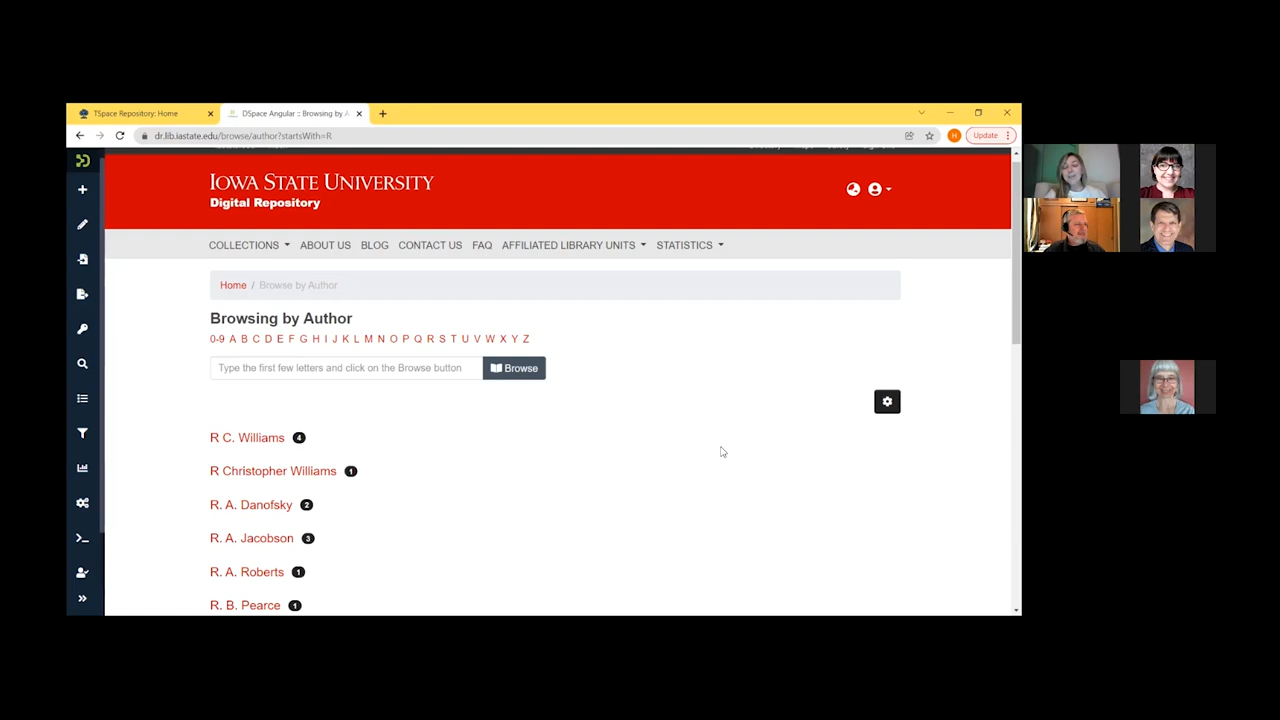 TSpace Repository: Home
DSpace Angular :: Browsing by A
dr.lib.iastate.edu/browse/author?startsWith=R
H
Update
IOWA STATE UNIVERSITY
Digital Repository
COLLECTIONS ABOUT US BLOG CONTACT US FAQ AFFILIATED LIBRARY UNITS STATISTICS
Home / Browse by Author
Browsing by Author
0-9 A B C D E F G H I J K L M N O P Q R S T U V W X Y Z
Type the first few letters and click on the Browse button Browse
R C. Williams 4
R Christopher Williams 1
R. A. Danofsky 2
R. A. Jacobson 3
R. A. Roberts 1
R. B. Pearce 1